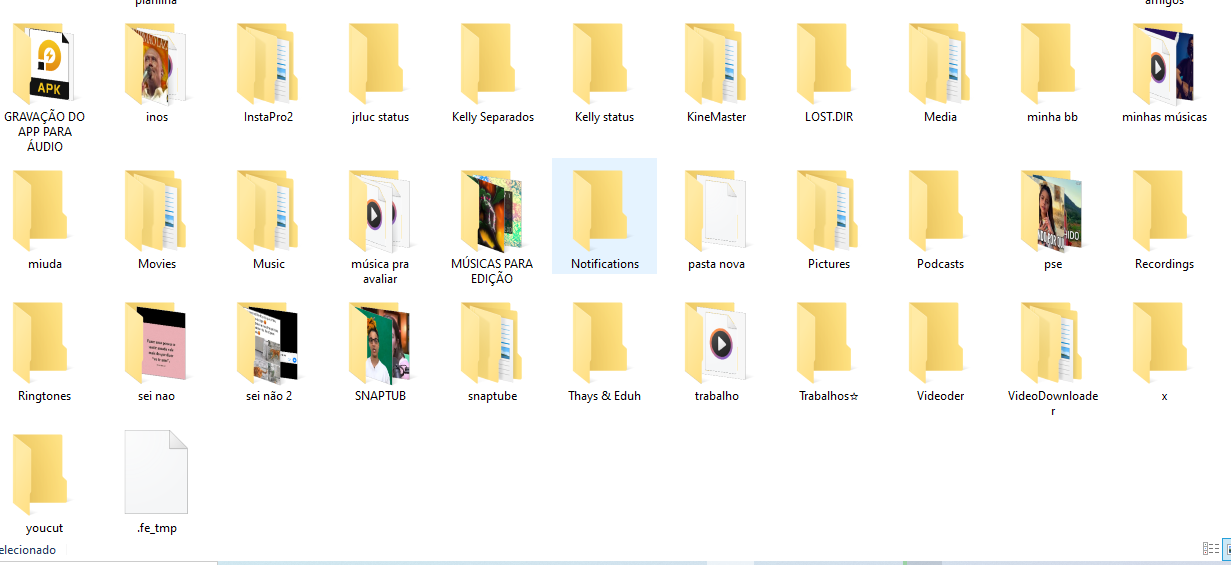 planilha
amigos
APK
GRAVAÇÃO DO
APP PARA
ÁUDIO
inos
InstaPro2
jrluc status
Kelly Separados
Kelly status
KineMaster
LOST.DIR
Media
minha bb
minhas músicas
miuda
Movies
Music
música pra
avaliar
MÚSICAS PARA
EDIÇÃO
Notifications
pasta nova
Pictures
Podcasts
pse
Recordings
Ringtones
sei nao
sei não 2
SNAPTUB
snaptube
Thays & Eduh
trabalho
Trabalhos☆
Videoder
VideoDownloade
r
x
youcut
.fe_tmp
elecionado